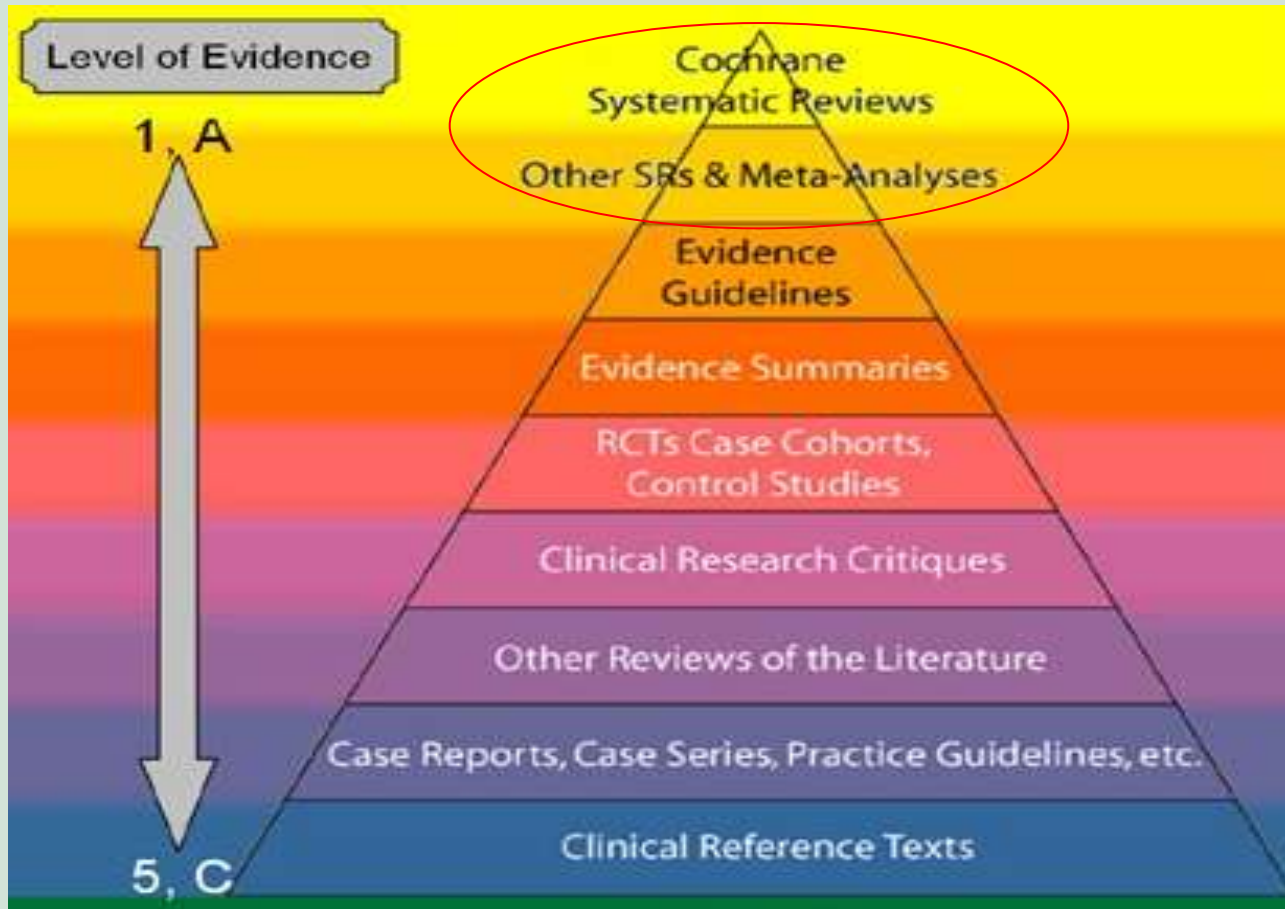 Level of Evidence
1, A
5, C
Cochrane
Systematic Reviews
Other SRs & Meta-Analyses
Evidence
Guidelines
Evidence Summaries
RCTs Case Cohorts,
Control Studies
Clinical Research Critiques
Other Reviews of the Literature
Case Reports, Case Series, Practice Guidelines, etc.
Clinical Reference Texts